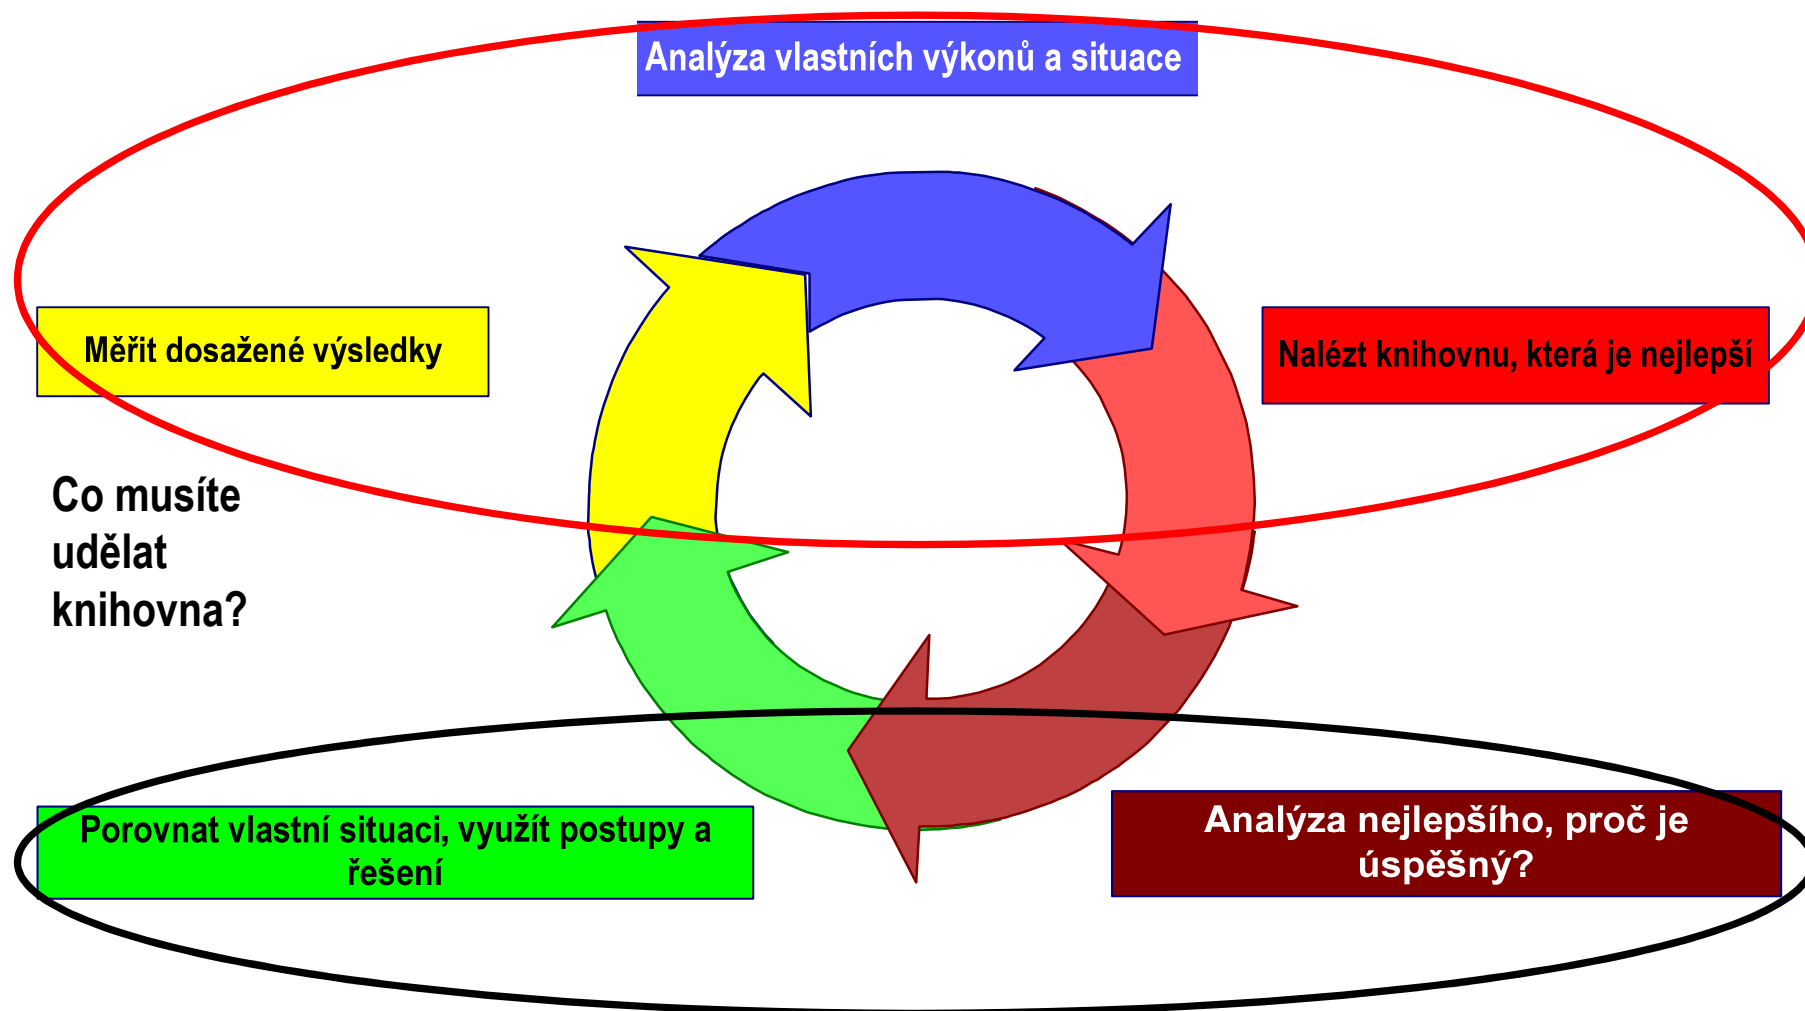 Analýza vlastních výkonů a situace
Měřit dosažené výsledky
Nalézt knihovnu, která je nejlepší
Co musíte
udělat
knihovna?
Porovnat vlastní situaci, využít postupy a
řešení
Analýza nejlepšího, proč je
úspěšný?